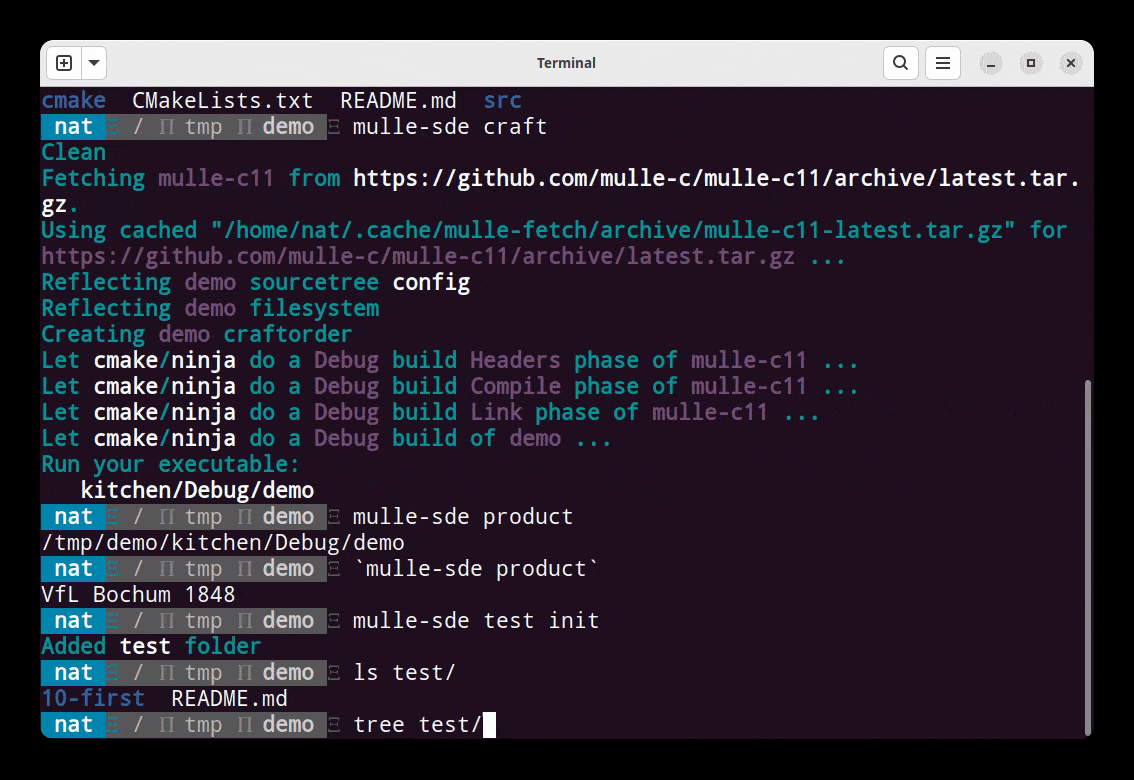 Terminal
cmake  CMakeLists.txt  README.md  src
nat Ξ / Π tmp Π demo Ξ mulle-sde craft
Clean
Fetching mulle-c11 from https://github.com/mulle-c/mulle-c11/archive/latest.tar.
gz.
Using cached "/home/nat/.cache/mulle-fetch/archive/mulle-c11-latest.tar.gz" for
https://github.com/mulle-c/mulle-c11/archive/latest.tar.gz ...
Reflecting demo sourcetree config
Reflecting demo filesystem
Creating demo craftorder
Let cmake/ninja do a Debug build Headers phase of mulle-c11 ...
Let cmake/ninja do a Debug build Compile phase of mulle-c11 ...
Let cmake/ninja do a Debug build Link phase of mulle-c11 ...
Let cmake/ninja do a Debug build of demo ...
Run your executable:
   kitchen/Debug/demo
nat Ξ / Π tmp Π demo Ξ mulle-sde product
/tmp/demo/kitchen/Debug/demo
nat Ξ / Π tmp Π demo Ξ `mulle-sde product`
VfL Bochum 1848
nat Ξ / Π tmp Π demo Ξ mulle-sde test init
Added test folder
nat Ξ / Π tmp Π demo Ξ ls test/
10-first  README.md
nat Ξ / Π tmp Π demo Ξ tree test/